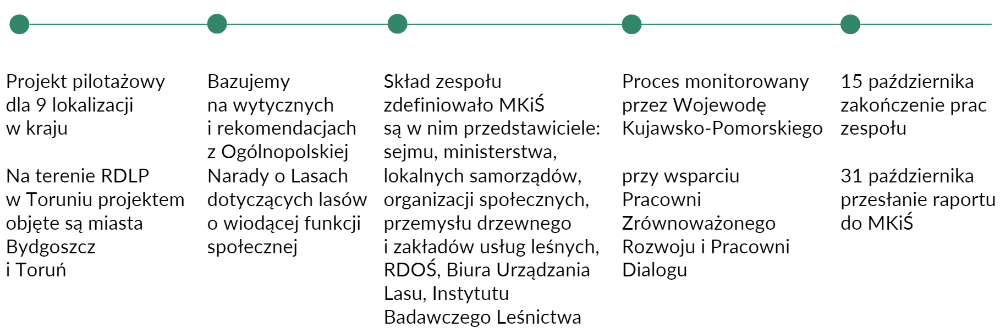 Projekt pilotażowy
dla 9 lokalizacji
w kraju
Na terenie RDLP
w Toruniu projektem
objęte są miasta
Bydgoszcz
i Toruń
Bazujemy
na wytycznych
i rekomendacjach
z Ogólnopolskiej
Narady o Lasach
dotyczących lasów
o wiodącej funkcji
społecznej
Skład zespołu
zdefiniowało MKiŚ
są w nim przedstawiciele:
sejmu, ministerstwa,
lokalnych samorządów,
organizacji społecznych,
przemysłu drzewnego
i zakładów usług leśnych,
RDOŚ, Biura Urządzania
Lasu, Instytutu
Badawczego Leśnictwa
Proces monitorowany
przez Wojewodę
Kujawsko-Pomorskiego
przy wsparciu
Pracowni
Zrównoważonego
Rozwoju i Pracowni
Dialogu
15 października
zakończenie prac
zespołu
31 października
przesłanie raportu
do MKiŚ